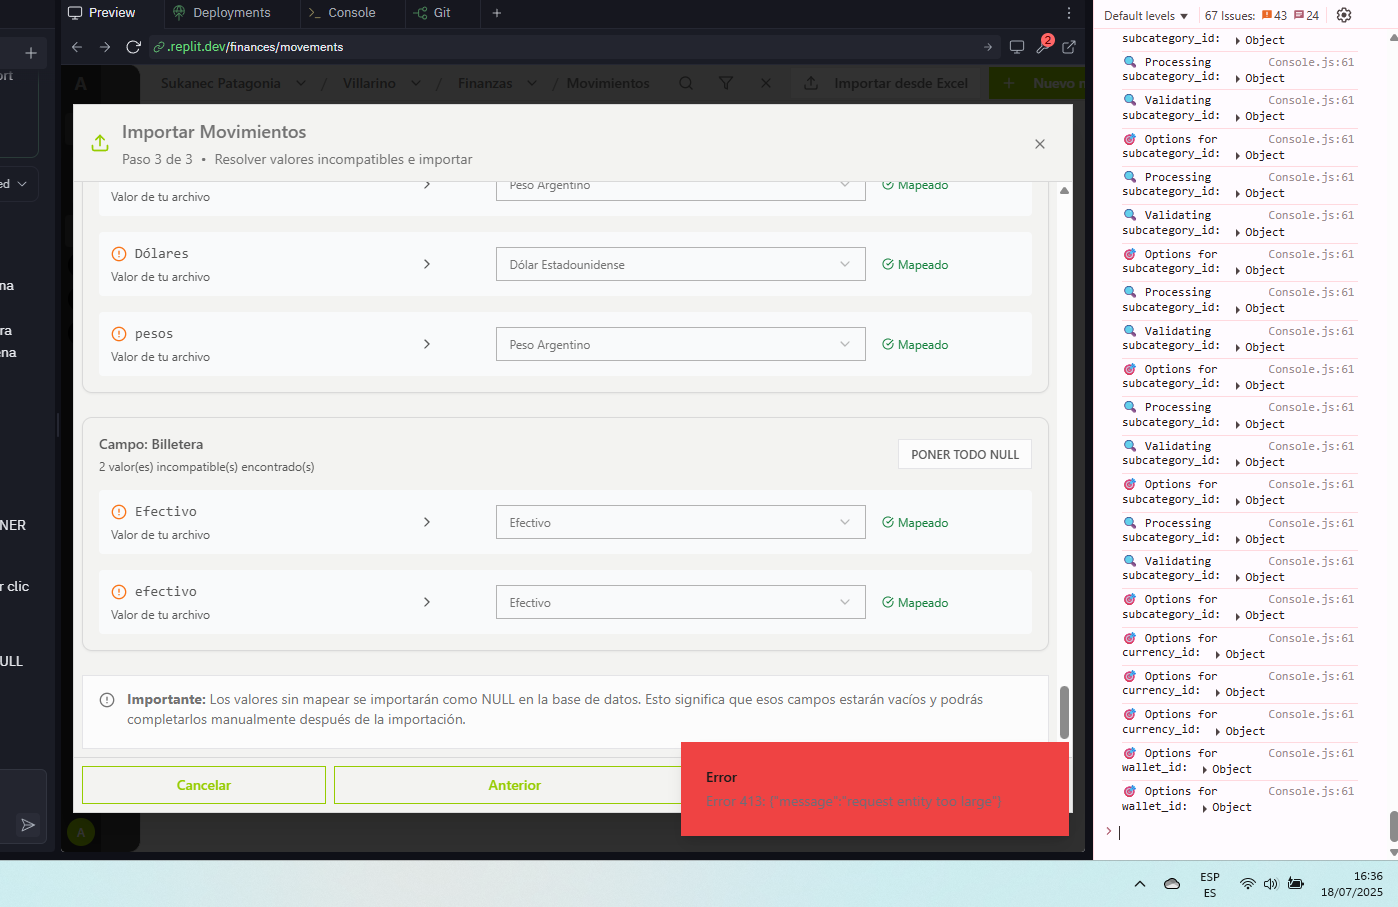 Preview
Deployments
Console
Git
.replit.dev/finances/movements
2
A
Sukanec Patagonia / Villarino / Finanzas / Movimientos
Importar desde Excel
Nuevo m
ort
ed
na
ra
ena
NER
r clic
ULL
Importar Movimientos
Paso 3 de 3 • Resolver valores incompatibles e importar
Valor de tu archivo
Peso Argentino
Mapeado
Dólares
Valor de tu archivo
Dólar Estadounidense
Mapeado
pesos
Valor de tu archivo
Peso Argentino
Mapeado
Campo: Billetera
2 valor(es) incompatible(s) encontrado(s)
PONER TODO NULL
Efectivo
Valor de tu archivo
Efectivo
Mapeado
efectivo
Valor de tu archivo
Efectivo
Mapeado
Importante: Los valores sin mapear se importarán como NULL en la base de datos. Esto significa que esos campos estarán vacíos y podrás
completarlos manualmente después de la importación.
Cancelar
Anterior
Error
Error 413: {"message":"request entity too large"}
A
Default levels
67 Issues: 43 24
subcategory_id: Object
Processing Console.js:61
subcategory_id: Object
Validating Console.js:61
subcategory_id: Object
Options for Console.js:61
subcategory_id: Object
Processing Console.js:61
subcategory_id: Object
Validating Console.js:61
subcategory_id: Object
Options for Console.js:61
subcategory_id: Object
Processing Console.js:61
subcategory_id: Object
Validating Console.js:61
subcategory_id: Object
Options for Console.js:61
subcategory_id: Object
Processing Console.js:61
subcategory_id: Object
Validating Console.js:61
subcategory_id: Object
Options for Console.js:61
subcategory_id: Object
Processing Console.js:61
subcategory_id: Object
Validating Console.js:61
subcategory_id: Object
Options for Console.js:61
subcategory_id: Object
Options for Console.js:61
currency_id: Object
Options for Console.js:61
currency_id: Object
Options for Console.js:61
currency_id: Object
Options for Console.js:61
wallet_id: Object
Options for Console.js:61
wallet_id: Object
ESP
ES
16:36
18/07/2025